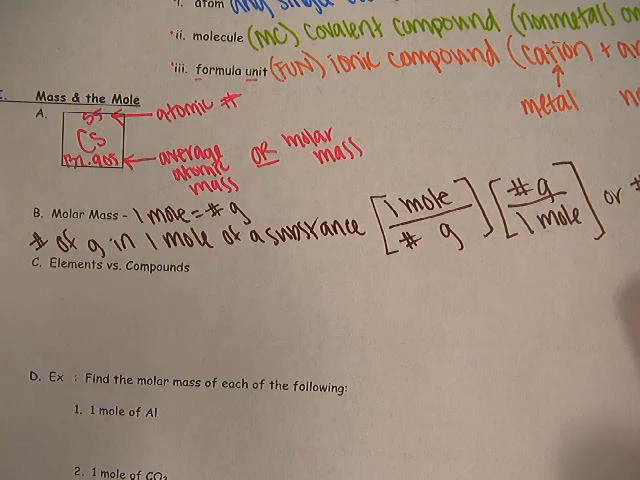 i. atom any single
*ii. molecule (MC) covalent compound (nonmetals on
*iii. formula unit (FUN) ionic compound (cation + an
metal
Mass & the Mole
A. 55 ← atomic #
Cs
132.905 ← average atomic mass OR molar mass
B. Molar Mass - 1 mole = # g
# of g in 1 mole of a substance [1 mole / # g] [# g / 1 mole] or #
C. Elements vs. Compounds
D. Ex : Find the molar mass of each of the following:
1. 1 mole of Al
2. 1 mole of CO₂